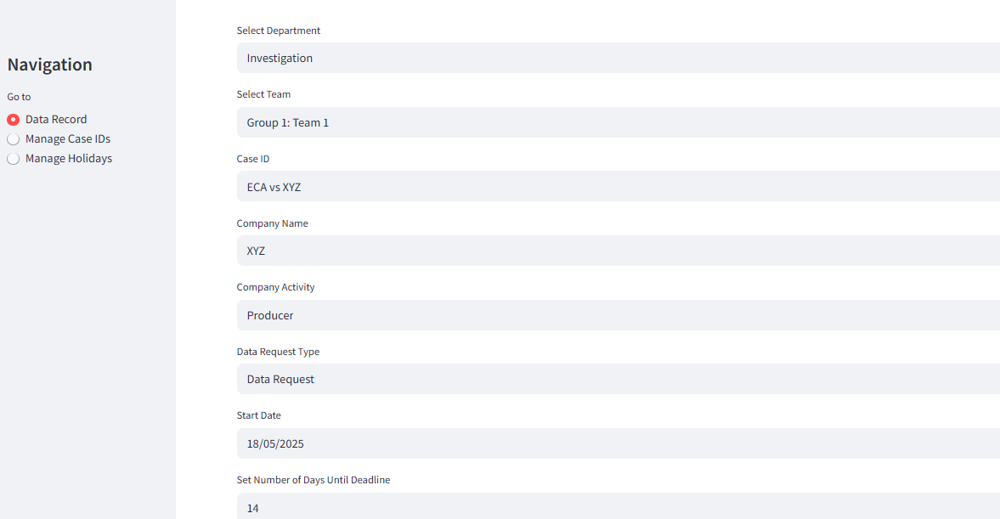 Navigation
Go to
Data Record
Manage Case IDs
Manage Holidays
Select Department
Investigation
Select Team
Group 1: Team 1
Case ID
ECA vs XYZ
Company Name
XYZ
Company Activity
Producer
Data Request Type
Data Request
Start Date
18/05/2025
Set Number of Days Until Deadline
14